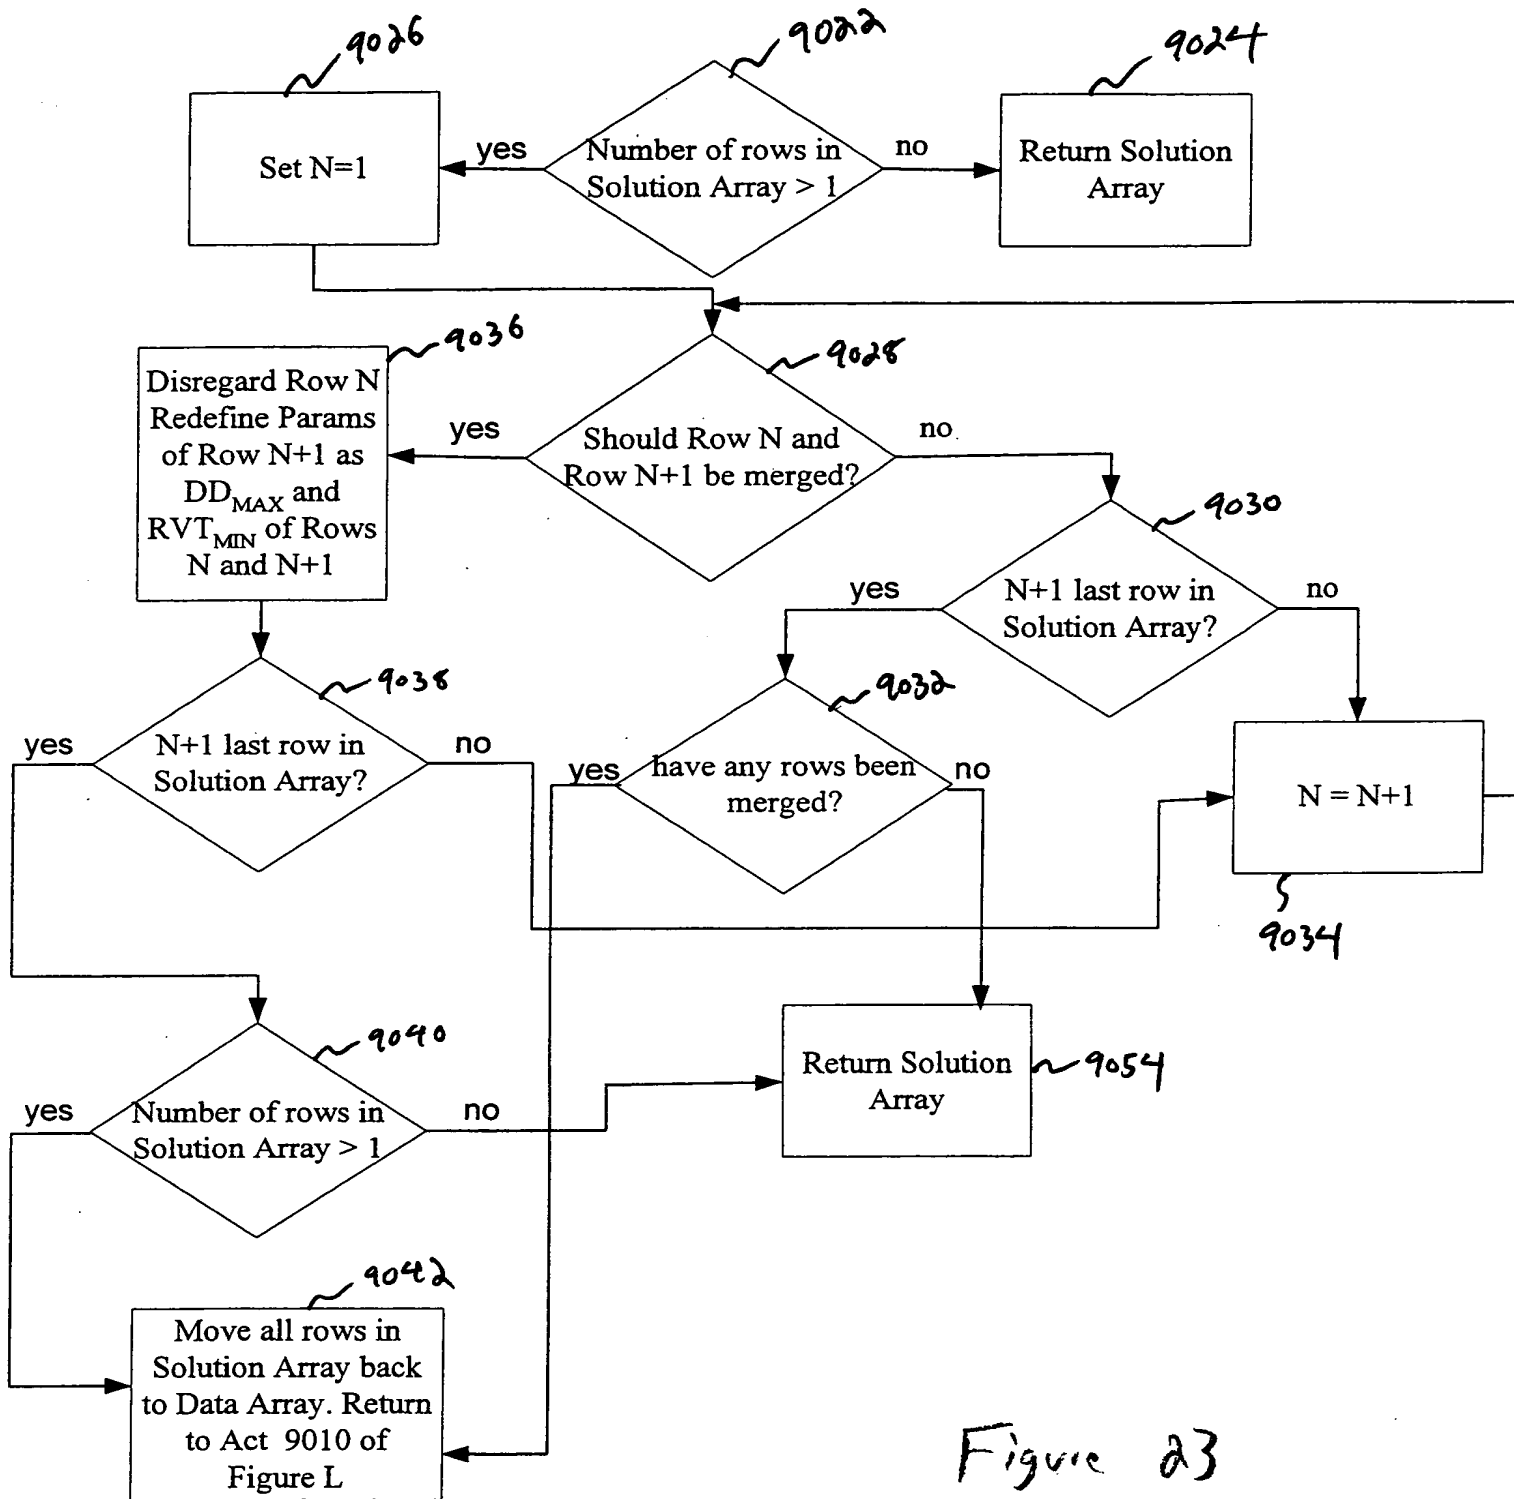 9026
9022
9024
Set N=1
yes
Number of rows in
Solution Array > 1
no
Return Solution
Array
9036
9028
Disregard Row N
Redefine Params
of Row N+1 as
DDMAX and
RVTMIN of Rows
N and N+1
yes
Should Row N and
Row N+1 be merged?
no
9030
yes
N+1 last row in
Solution Array?
no
9038
9032
yes
N+1 last row in
Solution Array?
no
yes
have any rows been
merged?
no
N = N+1
9034
9040
yes
Number of rows in
Solution Array > 1
no
Return Solution
Array
9054
9042
Move all rows in
Solution Array back
to Data Array. Return
to Act 9010 of
Figure L
Figure 23